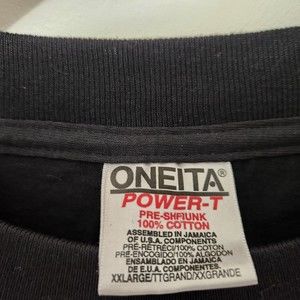 ONEITA®
POWER-T
PRE-SHRUNK
100% COTTON
ASSEMBLED IN JAMAICA
OF U.S.A. COMPONENTS
PRE-RÉTRÉCI/100% COTON
PRE-ENCOGIDO/100% ALGODON
ENSAMBLADO EN JAMAICA
DE E.U.A. COMPONENTES
XXLARGE/TTGRAND/XXGRANDE